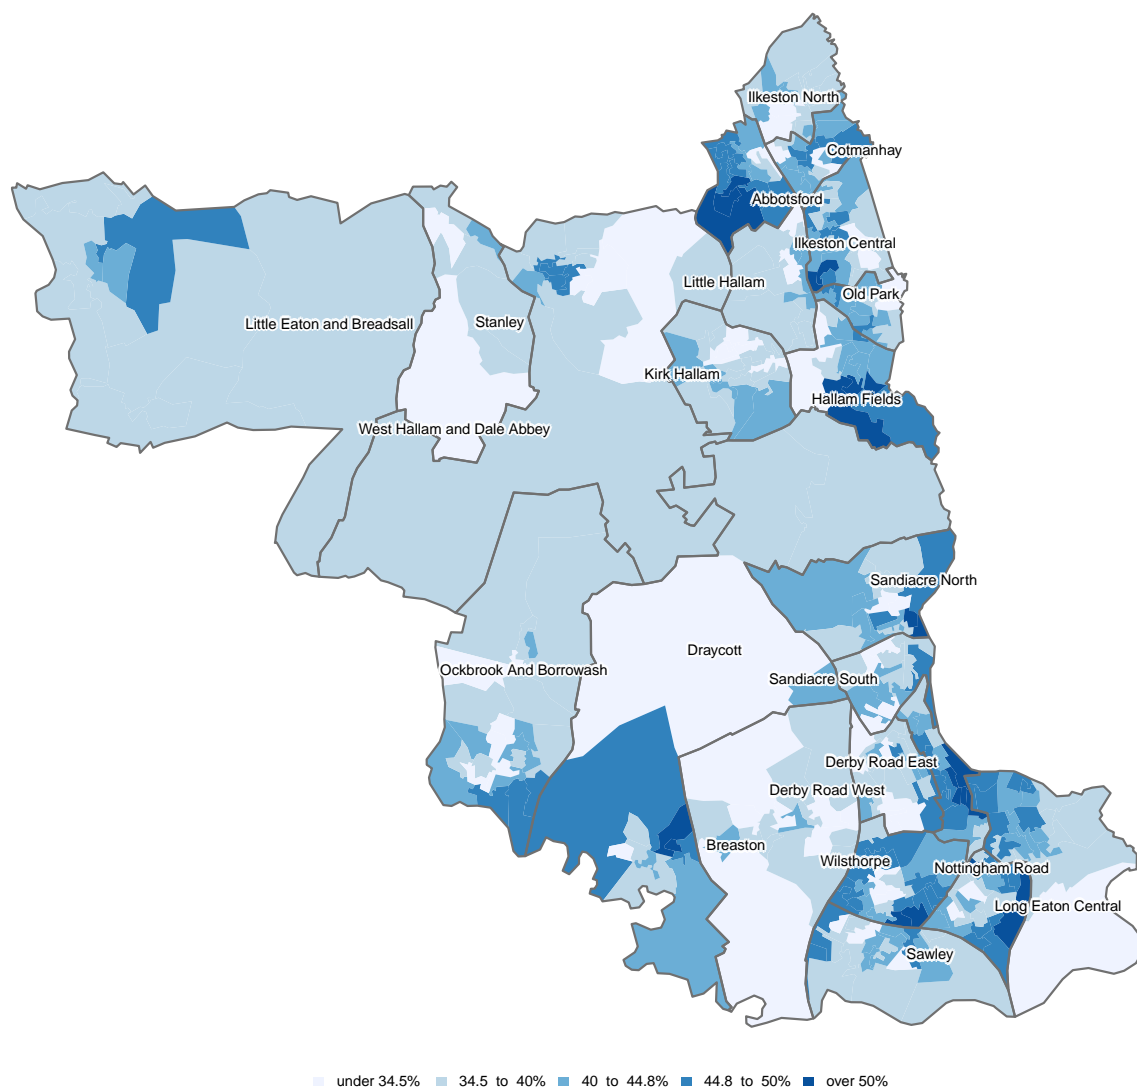 Ilkeston North
Cotmanhay
Abbotsford
Ilkeston Central
Little Hallam
Old Park
Little Eaton and Breadsall
Stanley
Kirk Hallam
Hallam Fields
West Hallam and Dale Abbey
Sandiacre North
Draycott
Ockbrook And Borrowash
Sandiacre South
Derby Road East
Derby Road West
Breaston
Wilsthorpe
Nottingham Road
Long Eaton Central
Sawley
under 34.5% 34.5 to 40% 40 to 44.8% 44.8 to 50% over 50%